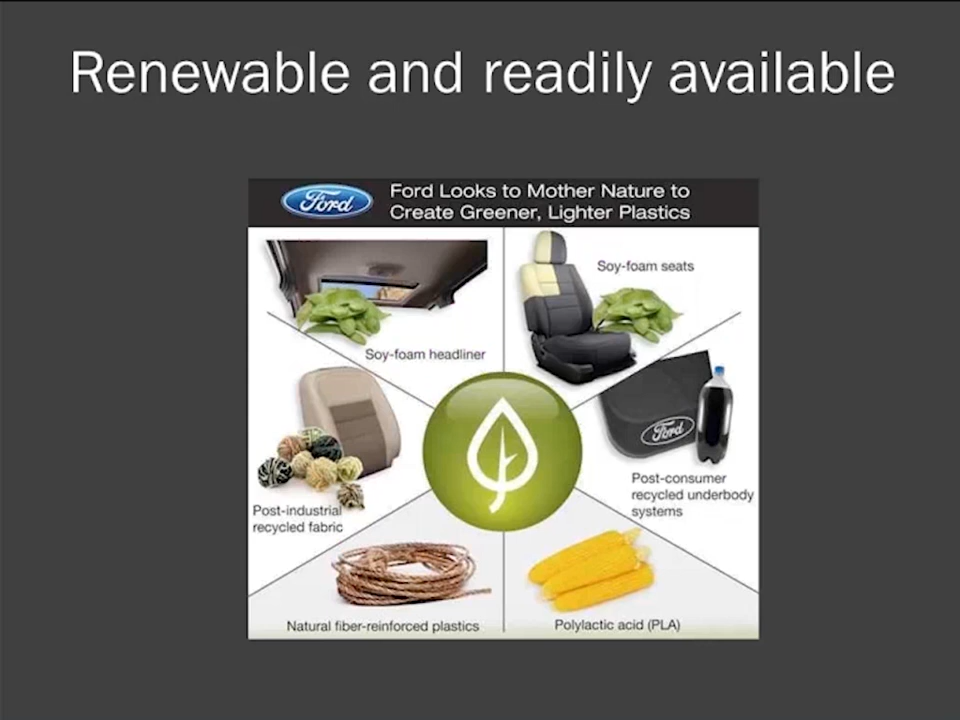 Renewable and readily available
Ford
Ford Looks to Mother Nature to
Create Greener, Lighter Plastics
Soy-foam headliner
Soy-foam seats
Ford
Post-industrial
recycled fabric
Post-consumer
recycled underbody
systems
Natural fiber-reinforced plastics
Polylactic acid (PLA)